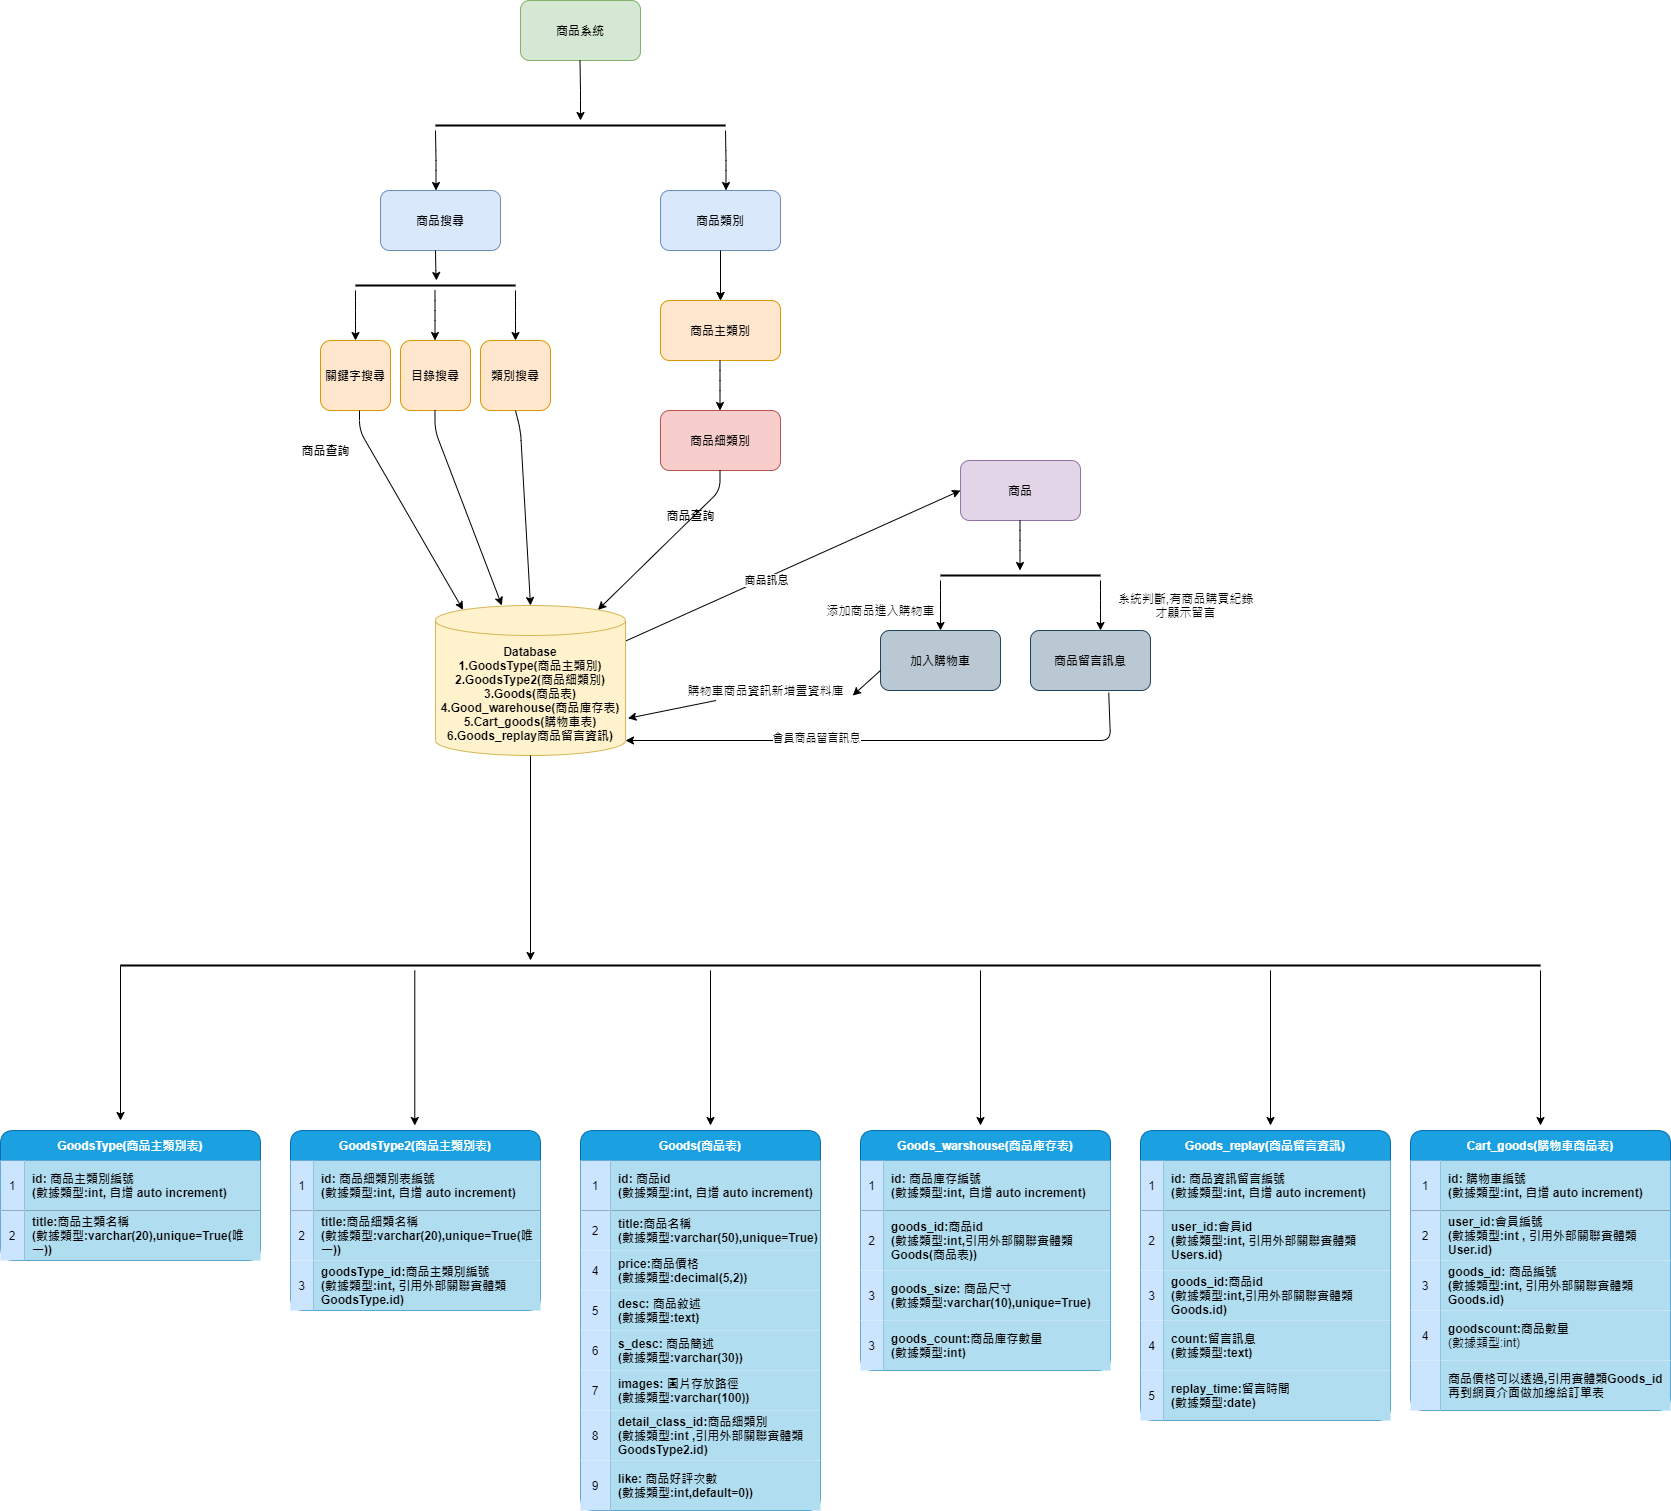 商品系統
商品搜尋
商品類別
商品主類別
關鍵字搜尋
目錄搜尋
類別搜尋
商品細類別
商品查詢
商品查詢
商品
商品訊息
添加商品進入購物車
系統判斷,有商品購買紀錄
才顯示留言
加入購物車
商品留言訊息
購物車商品資訊新增置資料庫
會員商品留言訊息
Database
1.GoodsType(商品主類別)
2.GoodsType2(商品細類別)
3.Goods(商品表)
4.Good_warehouse(商品庫存表)
5.Cart_goods(購物車表)
6.Goods_replay商品留言資訊)
GoodsType(商品主類別表)
1
id: 商品主類別編號
(數據類型:int, 自增 auto increment)
2
title:商品主類名稱
(數據類型:varchar(20),unique=True(唯
一))
GoodsType2(商品主類別表)
1
id: 商品細類別表編號
(數據類型:int, 自增 auto increment)
2
title:商品細類名稱
(數據類型:varchar(20),unique=True(唯
一))
3
goodsType_id:商品主類別編號
(數據類型:int, 引用外部關聯實體類
GoodsType.id)
Goods(商品表)
1
id: 商品id
(數據類型:int, 自增 auto increment)
2
title:商品名稱
(數據類型:varchar(50),unique=True)
4
price:商品價格
(數據類型:decimal(5,2))
5
desc: 商品敘述
(數據類型:text)
6
s_desc: 商品簡述
(數據類型:varchar(30))
7
images: 圖片存放路徑
(數據類型:varchar(100))
8
detail_class_id:商品細類別
(數據類型:int ,引用外部關聯實體類
GoodsType2.id)
9
like: 商品好評次數
(數據類型:int,default=0))
Goods_warshouse(商品庫存表)
1
id: 商品庫存編號
(數據類型:int, 自增 auto increment)
2
goods_id:商品id
(數據類型:int,引用外部關聯實體類
Goods(商品表))
3
goods_size: 商品尺寸
(數據類型:varchar(10),unique=True)
3
goods_count:商品庫存數量
(數據類型:int)
Goods_replay(商品留言資訊)
1
id: 商品資訊留言編號
(數據類型:int, 自增 auto increment)
2
user_id:會員id
(數據類型:int, 引用外部關聯實體類
Users.id)
3
goods_id:商品id
(數據類型:int,引用外部關聯實體類
Goods.id)
4
count:留言訊息
(數據類型:text)
5
replay_time:留言時間
(數據類型:date)
Cart_goods(購物車商品表)
1
id: 購物車編號
(數據類型:int, 自增 auto increment)
2
user_id:會員編號
(數據類型:int , 引用外部關聯實體類
User.id)
3
goods_id: 商品編號
(數據類型:int, 引用外部關聯實體類
Goods.id)
4
goodscount:商品數量
(數據類型:int)
商品價格可以透過,引用實體類Goods_id
再到網頁介面做加總給訂單表